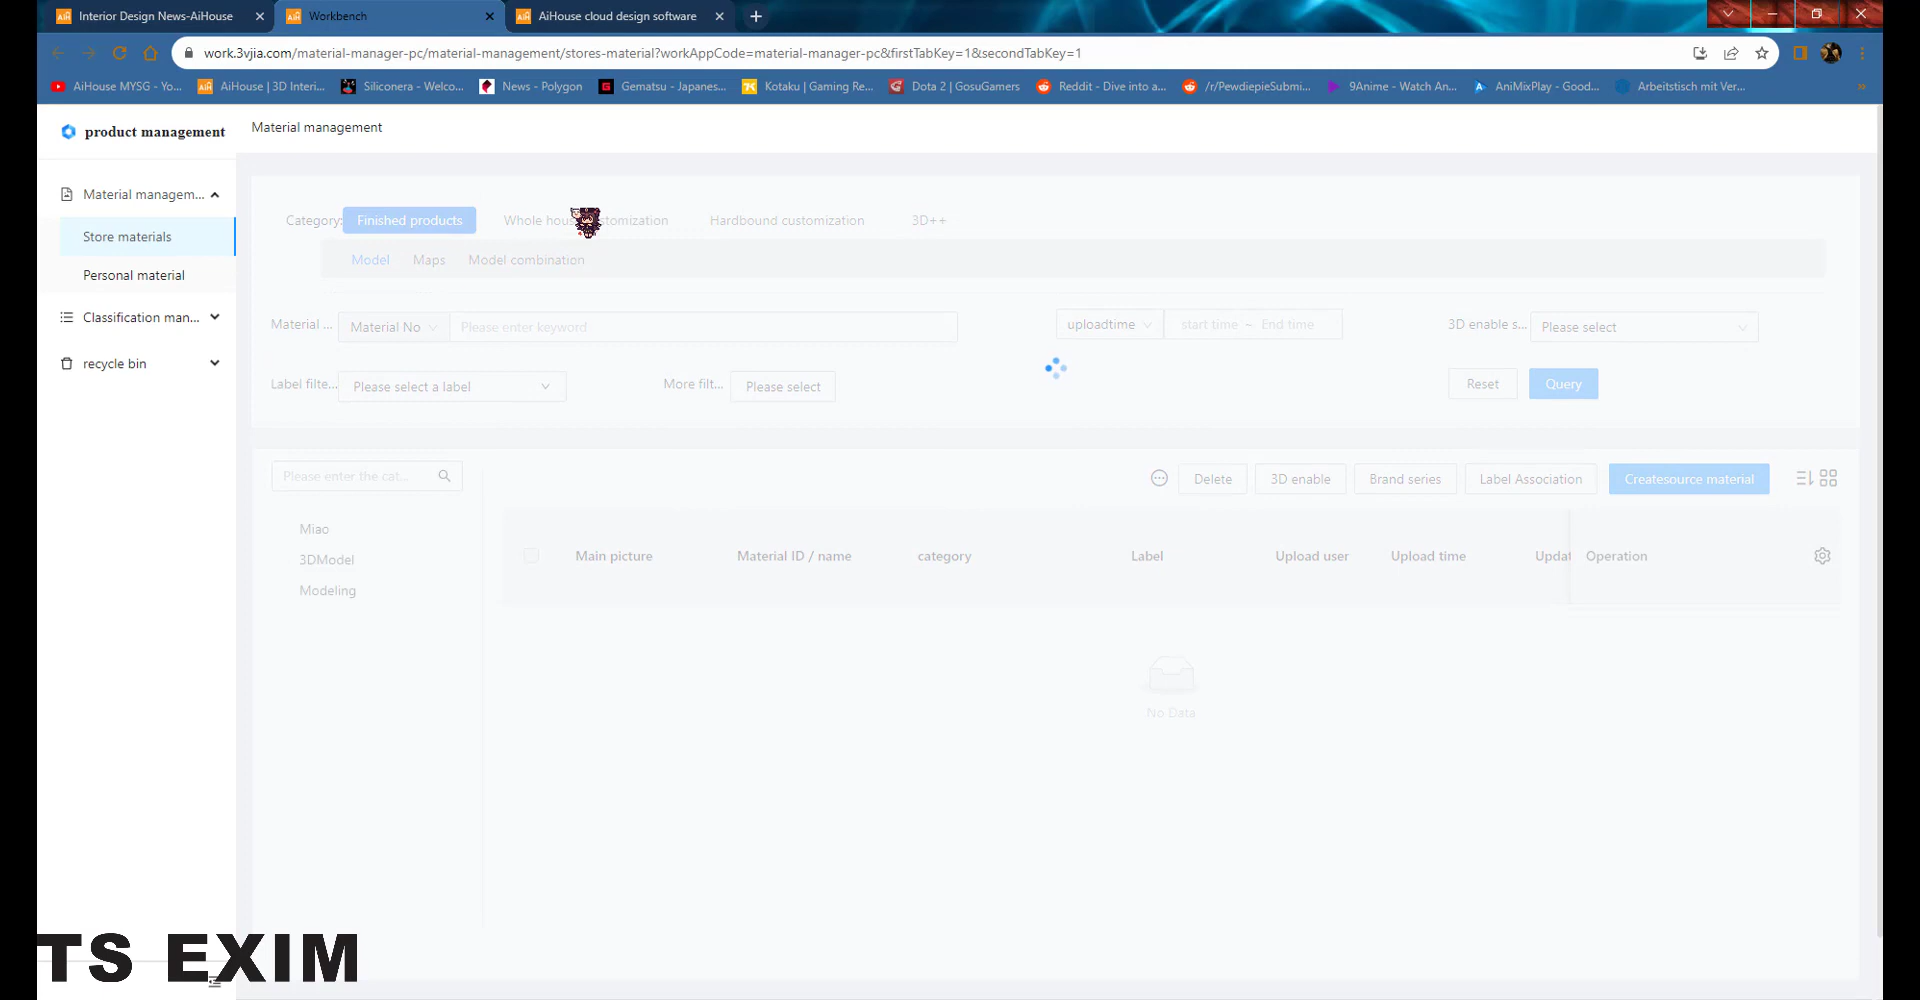 Interior Design News-AiHouse
Workbench
AiHouse cloud design software
work.3vjia.com/material-manager-pc/material-management/stores-material?workAppCode=material-manager-pc&firstTabKey=1&secondTabKey=1
AiHouse MYSG - Yo...
AiHouse | 3D Interi...
Siliconera - Welco...
News - Polygon
Gematsu - Japanes...
Kotaku | Gaming Re...
Dota 2 | GosuGamers
Reddit - Dive into a...
/r/PewdiepieSubmi...
9Anime - Watch An...
AniMixPlay - Good...
Arbeitstisch mit Ver...
product management
Material management
Material managem...
Store materials
Personal material
Classification man...
recycle bin
Category:
Finished products
Whole hou tomization
Hardbound customization
3D++
Model
Maps
Model combination
Material ...
Material No
Please enter keyword
uploadtime
start time ~ End time
3D enable s...
Please select
Label filte...
Please select a label
More filt...
Please select
Reset
Query
Please enter the cat...
Delete
3D enable
Brand series
Label Association
Createsource material
Miao
3DModel
Modeling
Main picture
Material ID / name
category
Label
Upload user
Upload time
Updat
Operation
No Data
TS EXIM